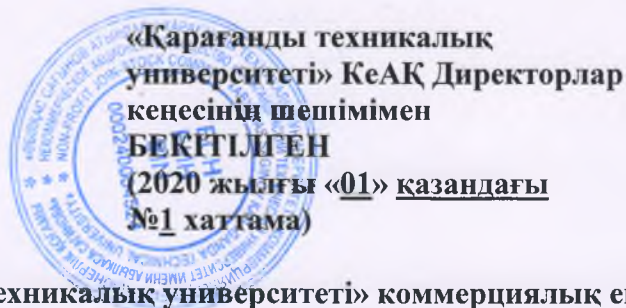 «Қарағанды техникалық
университеті» КеАҚ Директорлар
кеңесінің шешімімен
БЕКІТІЛГЕН
(2020 жылғы «01» қазандағы
№1 хаттама)
техникалық университеті» коммерциялық